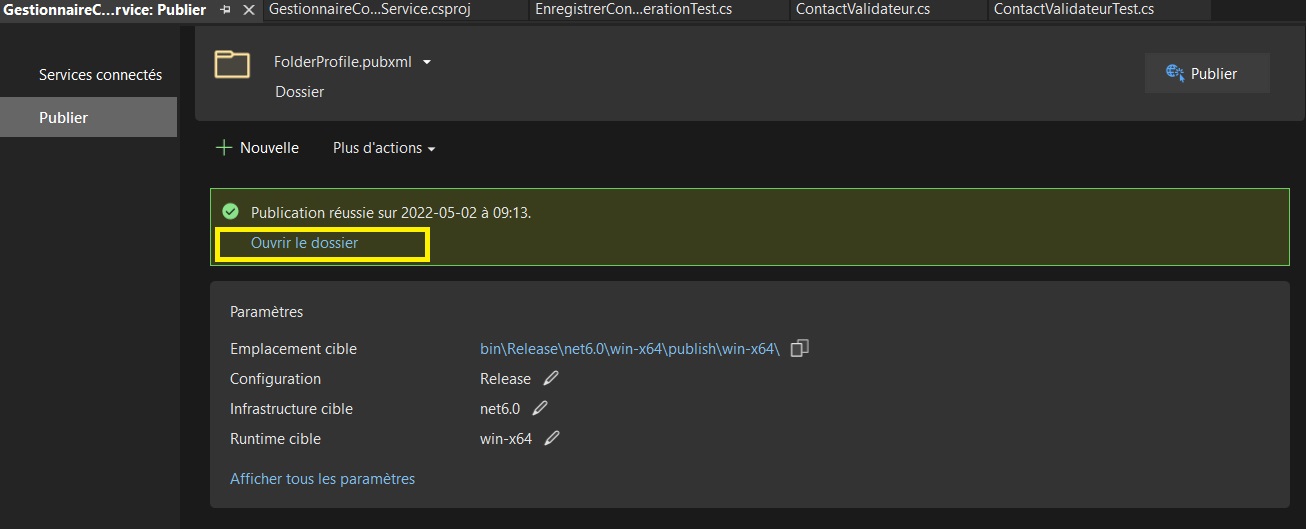 GestionnaireC...rvice: Publier
GestionnaireCo...Service.csproj
EnregistrerCon...erationTest.cs
ContactValidateur.cs
ContactValidateurTest.cs
Services connectés
Publier
FolderProfile.pubxml
Dossier
Publier
Nouvelle
Plus d'actions
Publication réussie sur 2022-05-02 à 09:13.
Ouvrir le dossier
Paramètres
Emplacement cible bin\Release\net6.0\win-x64\publish\win-x64\
Configuration Release
Infrastructure cible net6.0
Runtime cible win-x64
Afficher tous les paramètres